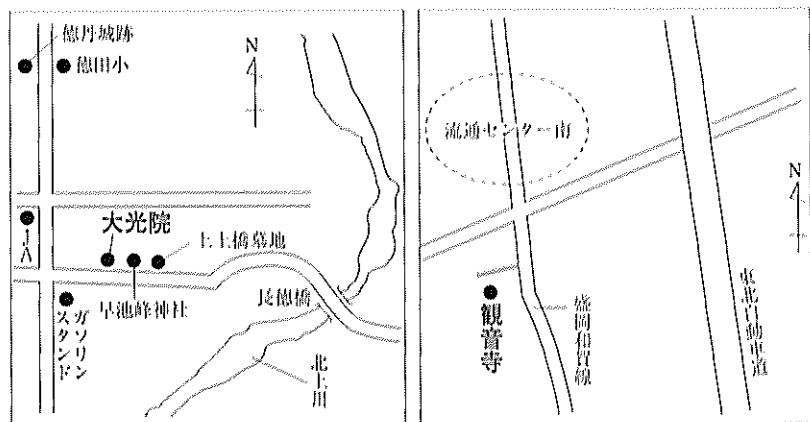 徳丹城跡
徳田小
N
JA
大光院
土土橋墓地
早池峰神社
長徳橋
ガソリン
スタンド
北上川
流通センター南
N
観音寺
盛岡和賀線
東北自動車道